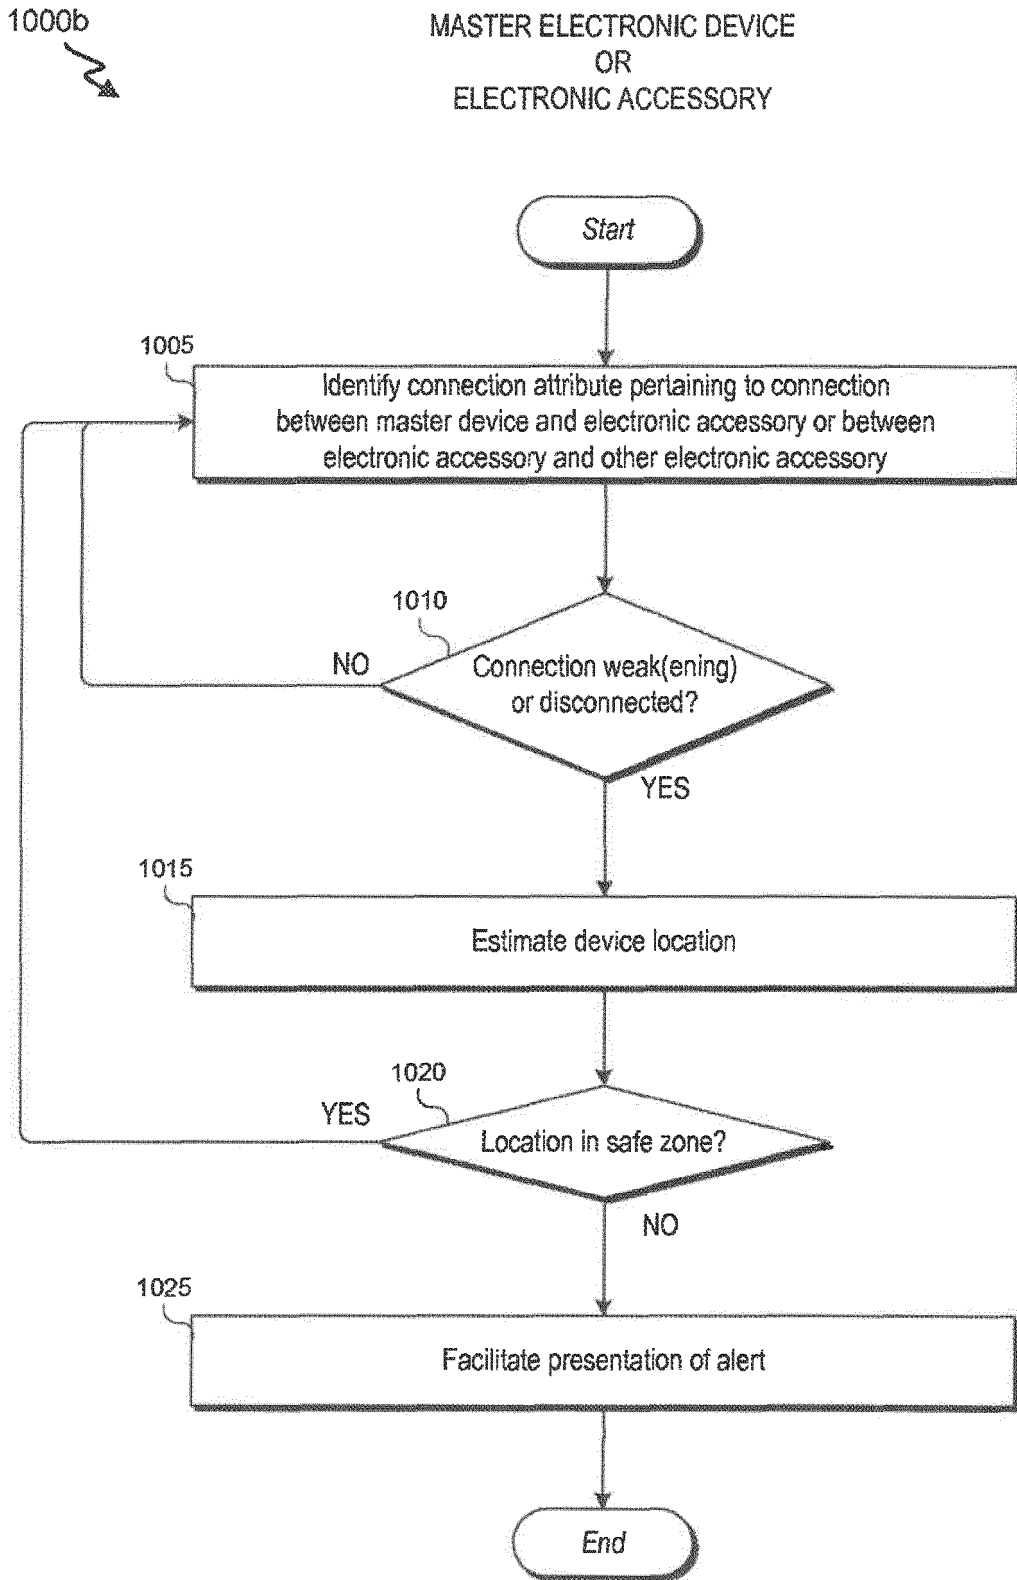 1000b
MASTER ELECTRONIC DEVICE
OR
ELECTRONIC ACCESSORY
Start
1005
Identify connection attribute pertaining to connection
between master device and electronic accessory or between
electronic accessory and other electronic accessory
1010
NO
Connection weak(ening)
or disconnected?
YES
1015
Estimate device location
1020
YES
Location in safe zone?
NO
1025
Facilitate presentation of alert
End